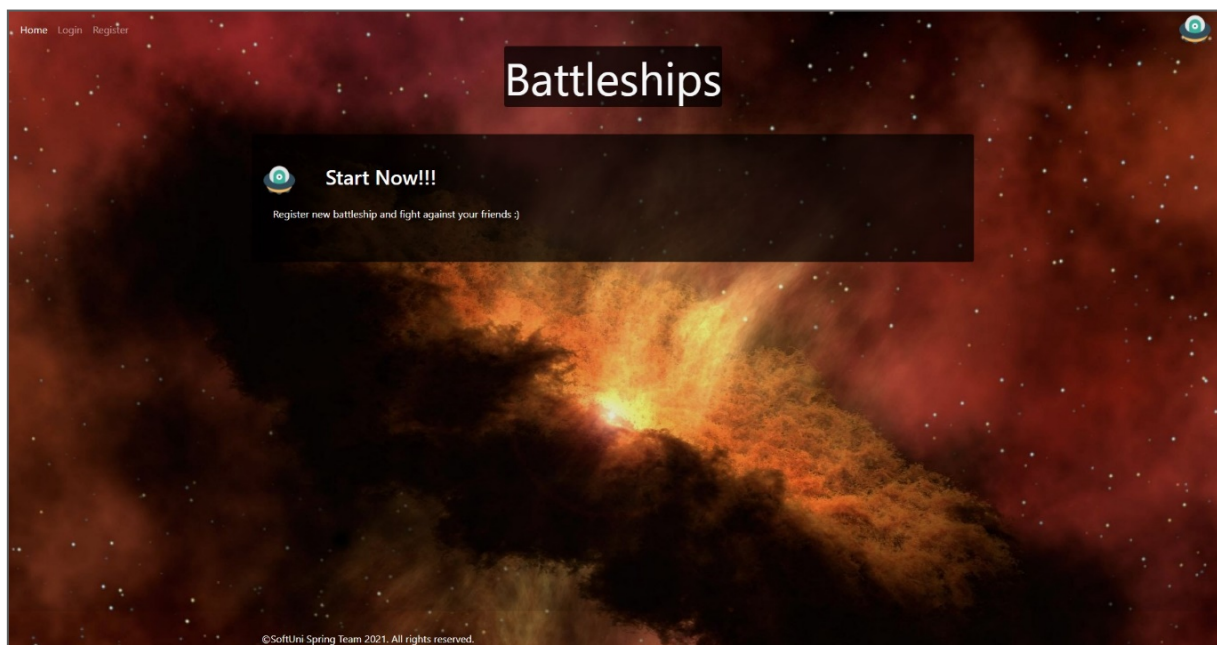 Home Login Register
Battleships
Start Now!!!
Register new battleship and fight against your friends :)
©SoftUni Spring Team 2021. All rights reserved.